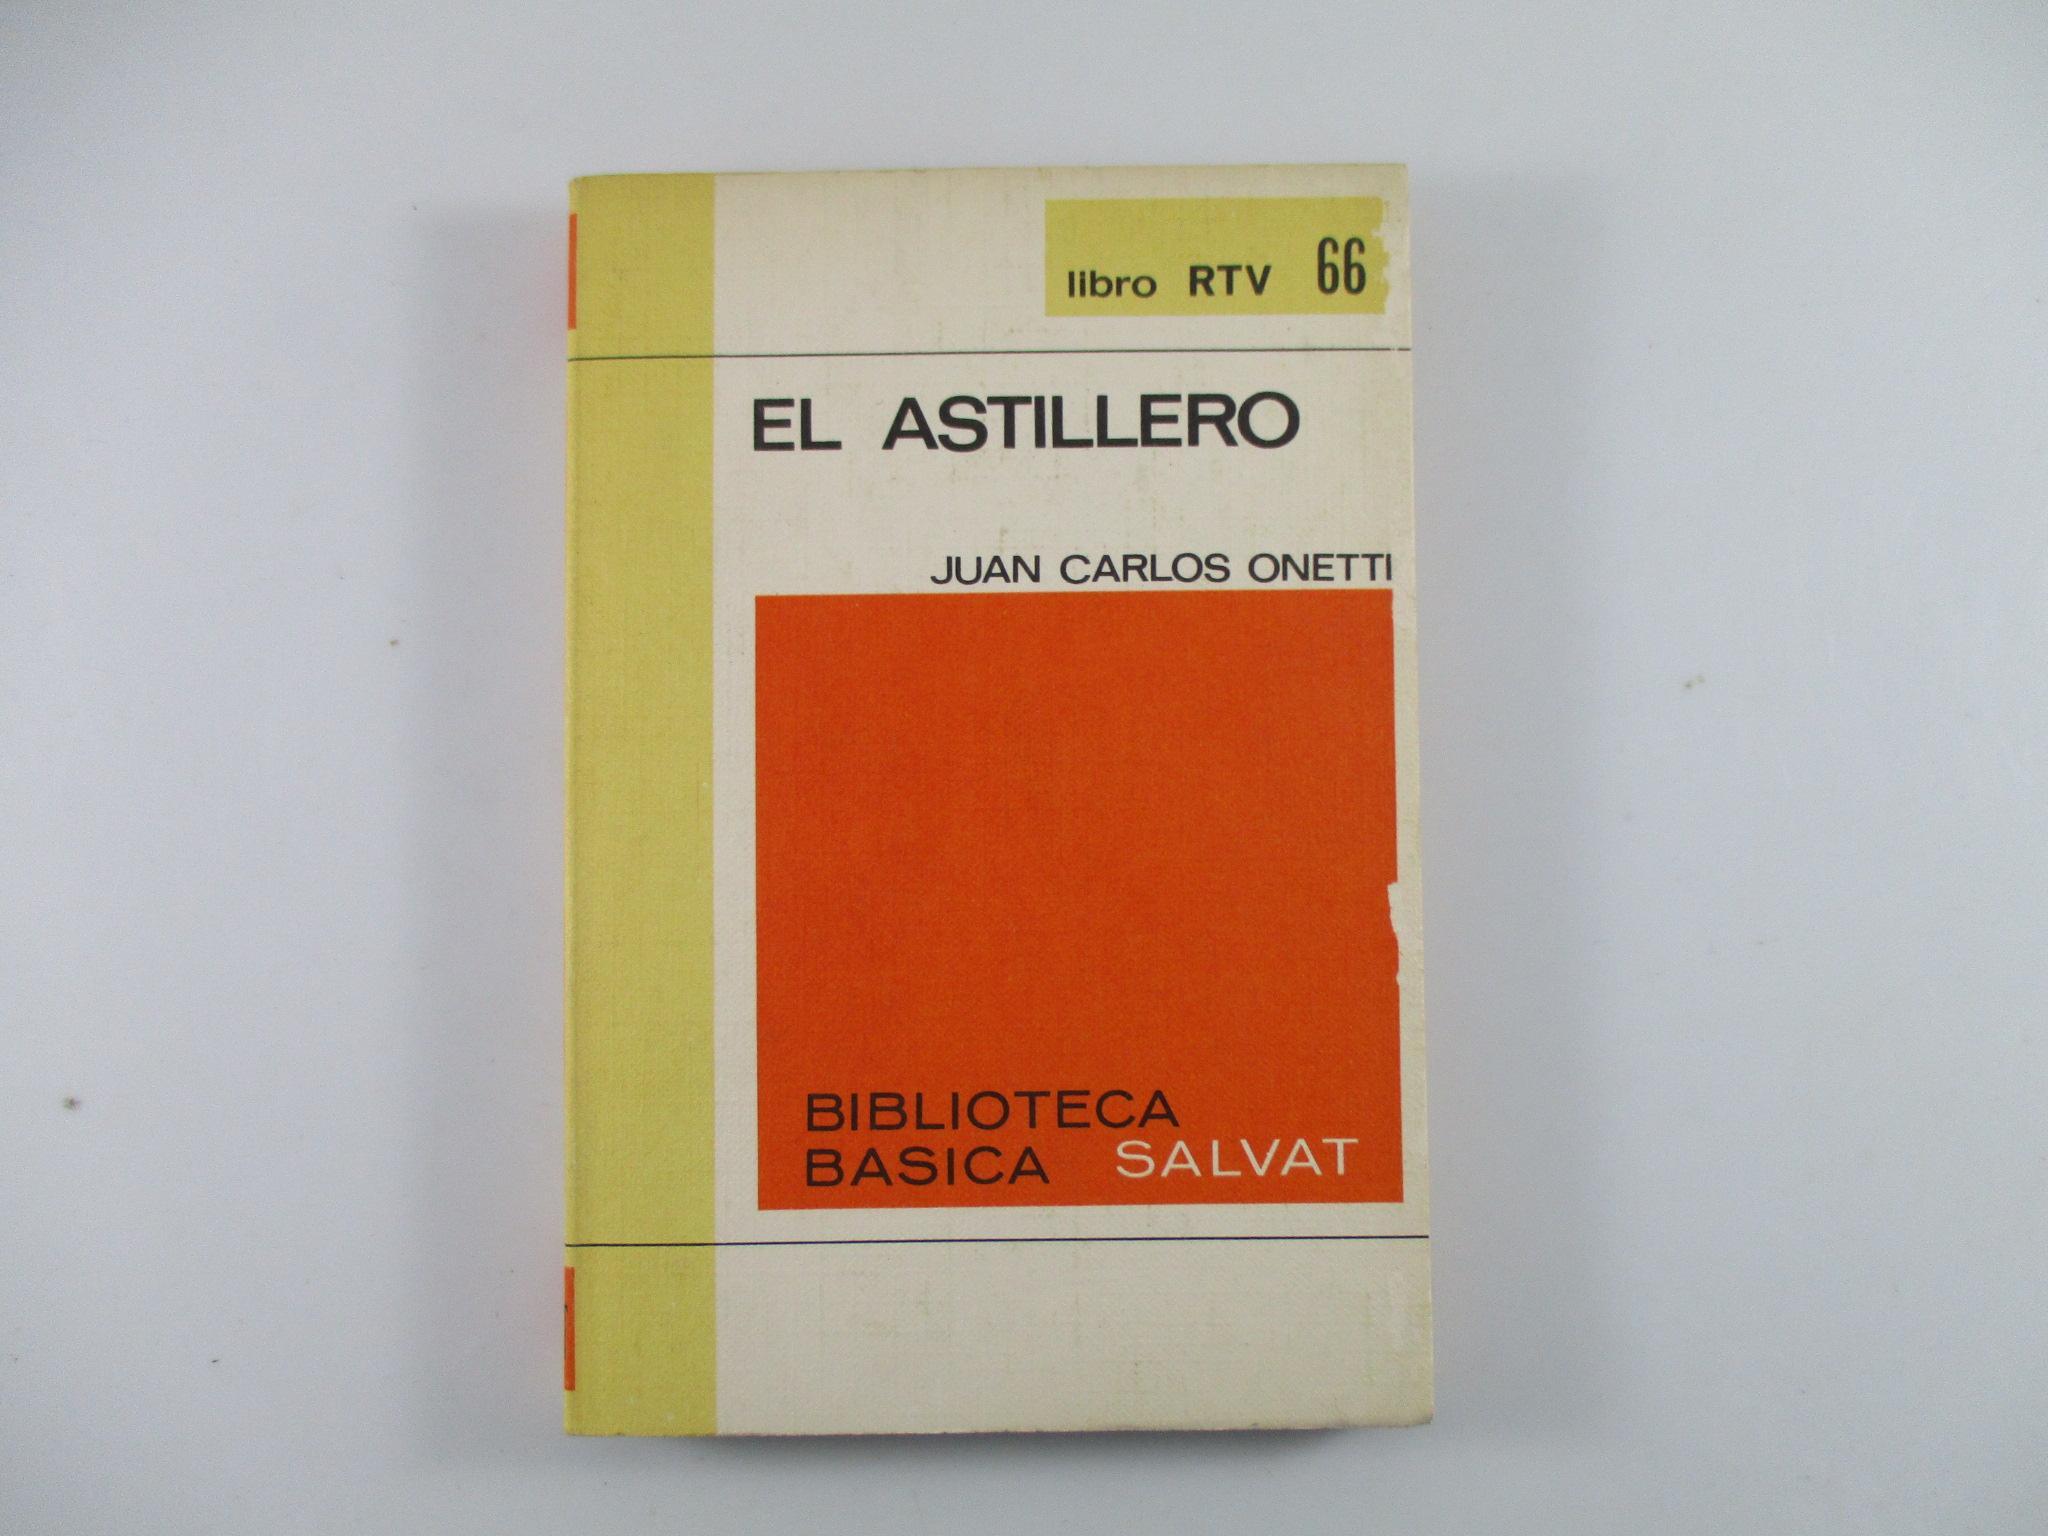 libro RTV 66
EL ASTILLERO
JUAN CARLOS ONETTI
BIBLIOTECA
BASICA SALVAT